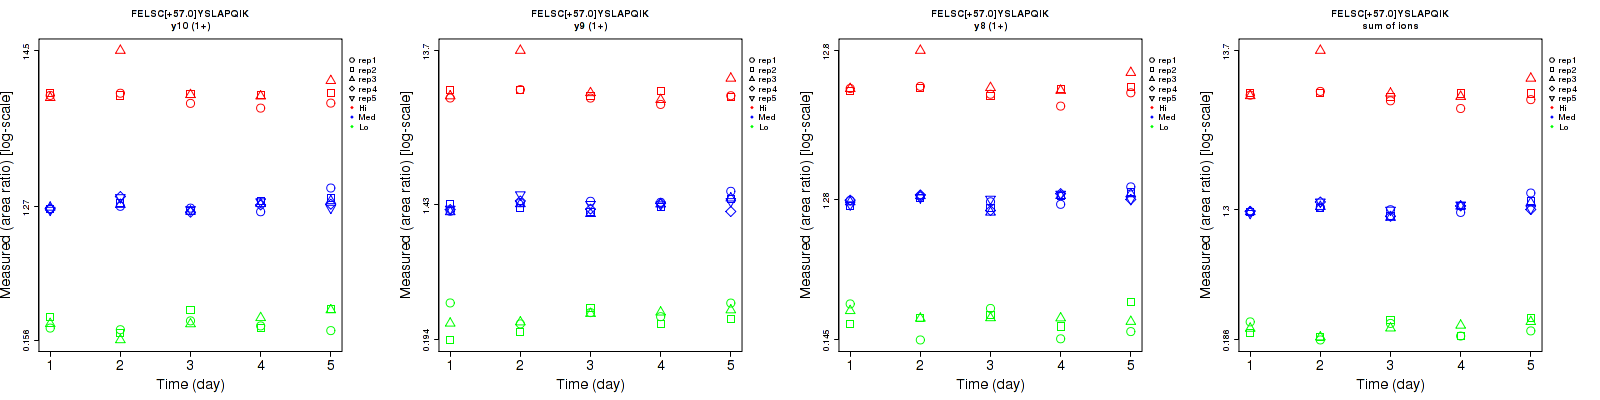 FELSC[+57.0]YSLAPQIK
y10 (1+)
Measured (area ratio) [log-scale]
14.5
1.27
0.156
1 2 3 4 5
Time (day)
rep1
rep2
rep3
rep4
rep5
Hi
Med
Lo
FELSC[+57.0]YSLAPQIK
y9 (1+)
Measured (area ratio) [log-scale]
13.7
1.43
0.194
1 2 3 4 5
Time (day)
rep1
rep2
rep3
rep4
rep5
Hi
Med
Lo
FELSC[+57.0]YSLAPQIK
y8 (1+)
Measured (area ratio) [log-scale]
12.8
1.28
0.145
1 2 3 4 5
Time (day)
rep1
rep2
rep3
rep4
rep5
Hi
Med
Lo
FELSC[+57.0]YSLAPQIK
sum of ions
Measured (area ratio) [log-scale]
13.7
1.3
0.186
1 2 3 4 5
Time (day)
rep1
rep2
rep3
rep4
rep5
Hi
Med
Lo